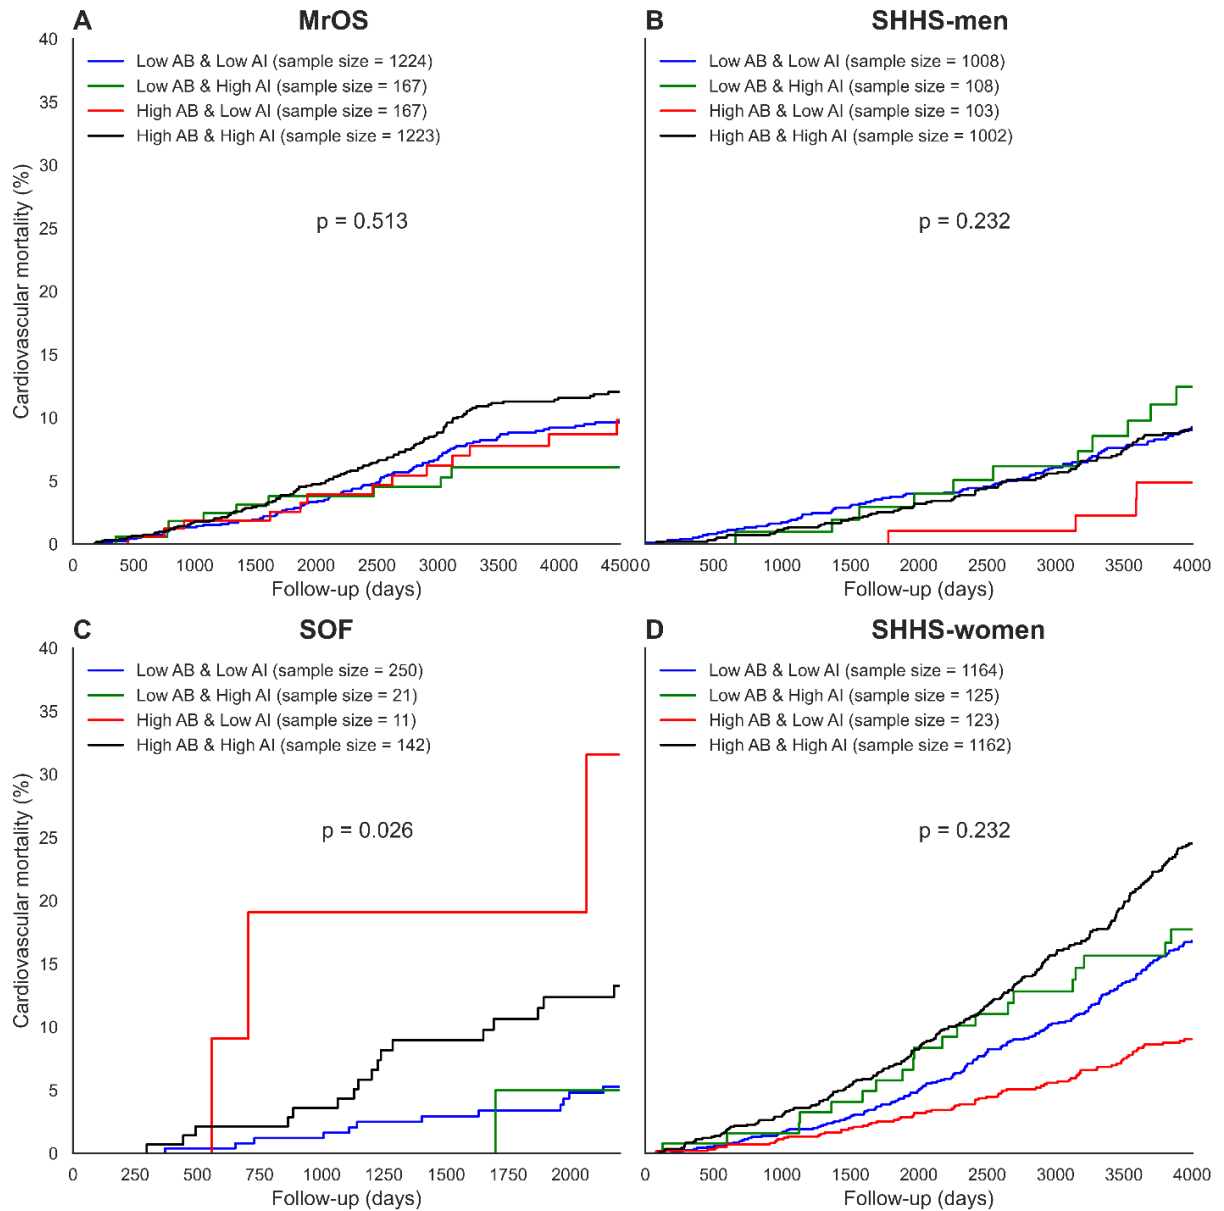 A MrOS
Low AB & Low AI (sample size = 1224)
Low AB & High AI (sample size = 167)
High AB & Low AI (sample size = 167)
High AB & High AI (sample size = 1223)
p = 0.513
Cardiovascular mortality (%)
40
35
30
25
20
15
10
5
0
0 500 1000 1500 2000 2500 3000 3500 4000 4500
Follow-up (days)
B SHHS-men
Low AB & Low AI (sample size = 1008)
Low AB & High AI (sample size = 108)
High AB & Low AI (sample size = 103)
High AB & High AI (sample size = 1002)
p = 0.232
0 500 1000 1500 2000 2500 3000 3500 4000
Follow-up (days)
C SOF
Low AB & Low AI (sample size = 250)
Low AB & High AI (sample size = 21)
High AB & Low AI (sample size = 11)
High AB & High AI (sample size = 142)
p = 0.026
Cardiovascular mortality (%)
40
35
30
25
20
15
10
5
0
0 250 500 750 1000 1250 1500 1750 2000
Follow-up (days)
D SHHS-women
Low AB & Low AI (sample size = 1164)
Low AB & High AI (sample size = 125)
High AB & Low AI (sample size = 123)
High AB & High AI (sample size = 1162)
p = 0.232
0 500 1000 1500 2000 2500 3000 3500 4000
Follow-up (days)